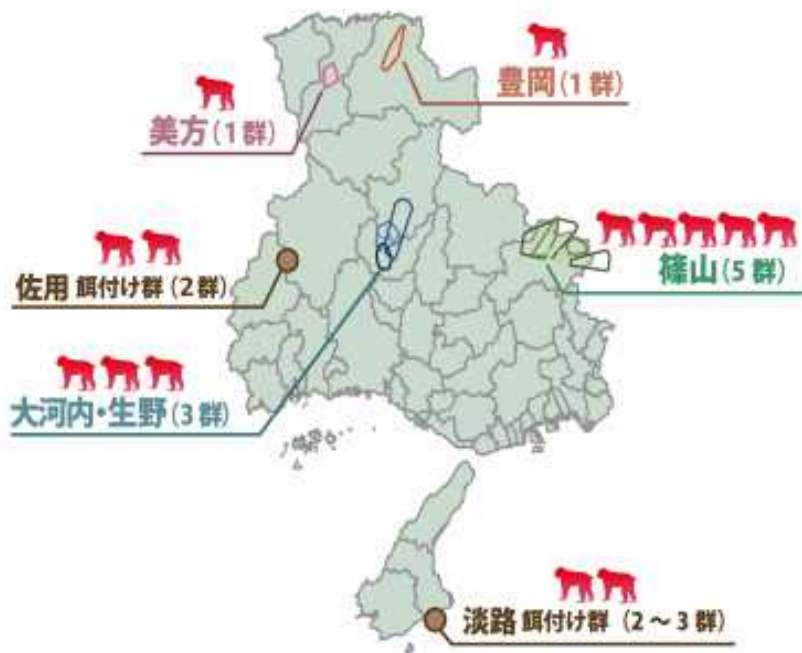 豊岡(1群)
美方(1群)
佐用 餌付け群(2群)
篠山(5群)
大河内・生野(3群)
淡路 餌付け群(2～3群)